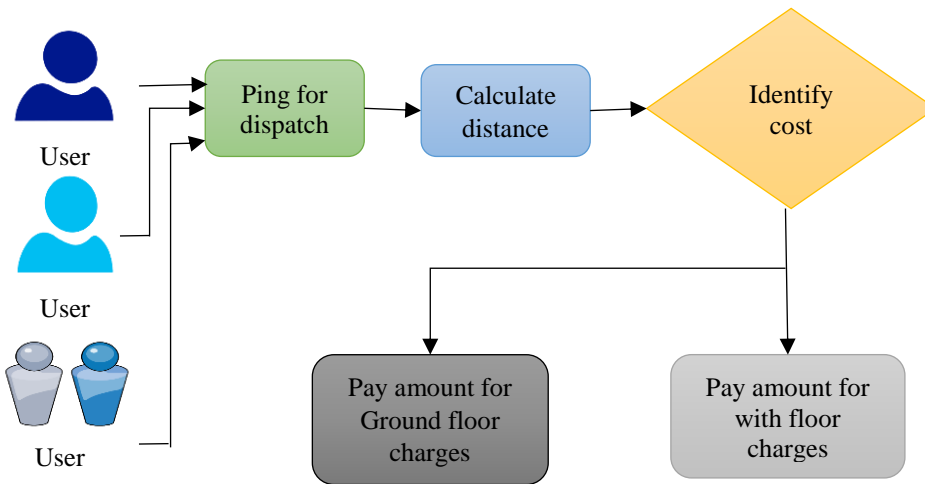 User
User
User
Ping for
dispatch
Calculate
distance
Identify
cost
Pay amount for
Ground floor
charges
Pay amount for
with floor
charges